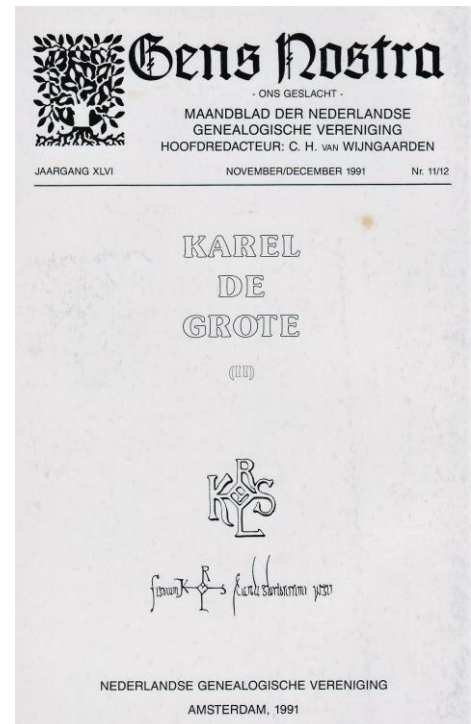 Gens Nostra
- ONS GESLACHT -
MAANDBLAD DER NEDERLANDSE
GENEALOGISCHE VERENIGING
HOOFDREDACTEUR: C. H. VAN WIJNGAARDEN
JAARGANG XLVI NOVEMBER/DECEMBER 1991 Nr. 11/12
KAREL
DE
GROTE
(II)
R
K S
L
R
K S
L
NEDERLANDSE GENEALOGISCHE VERENIGING
AMSTERDAM, 1991